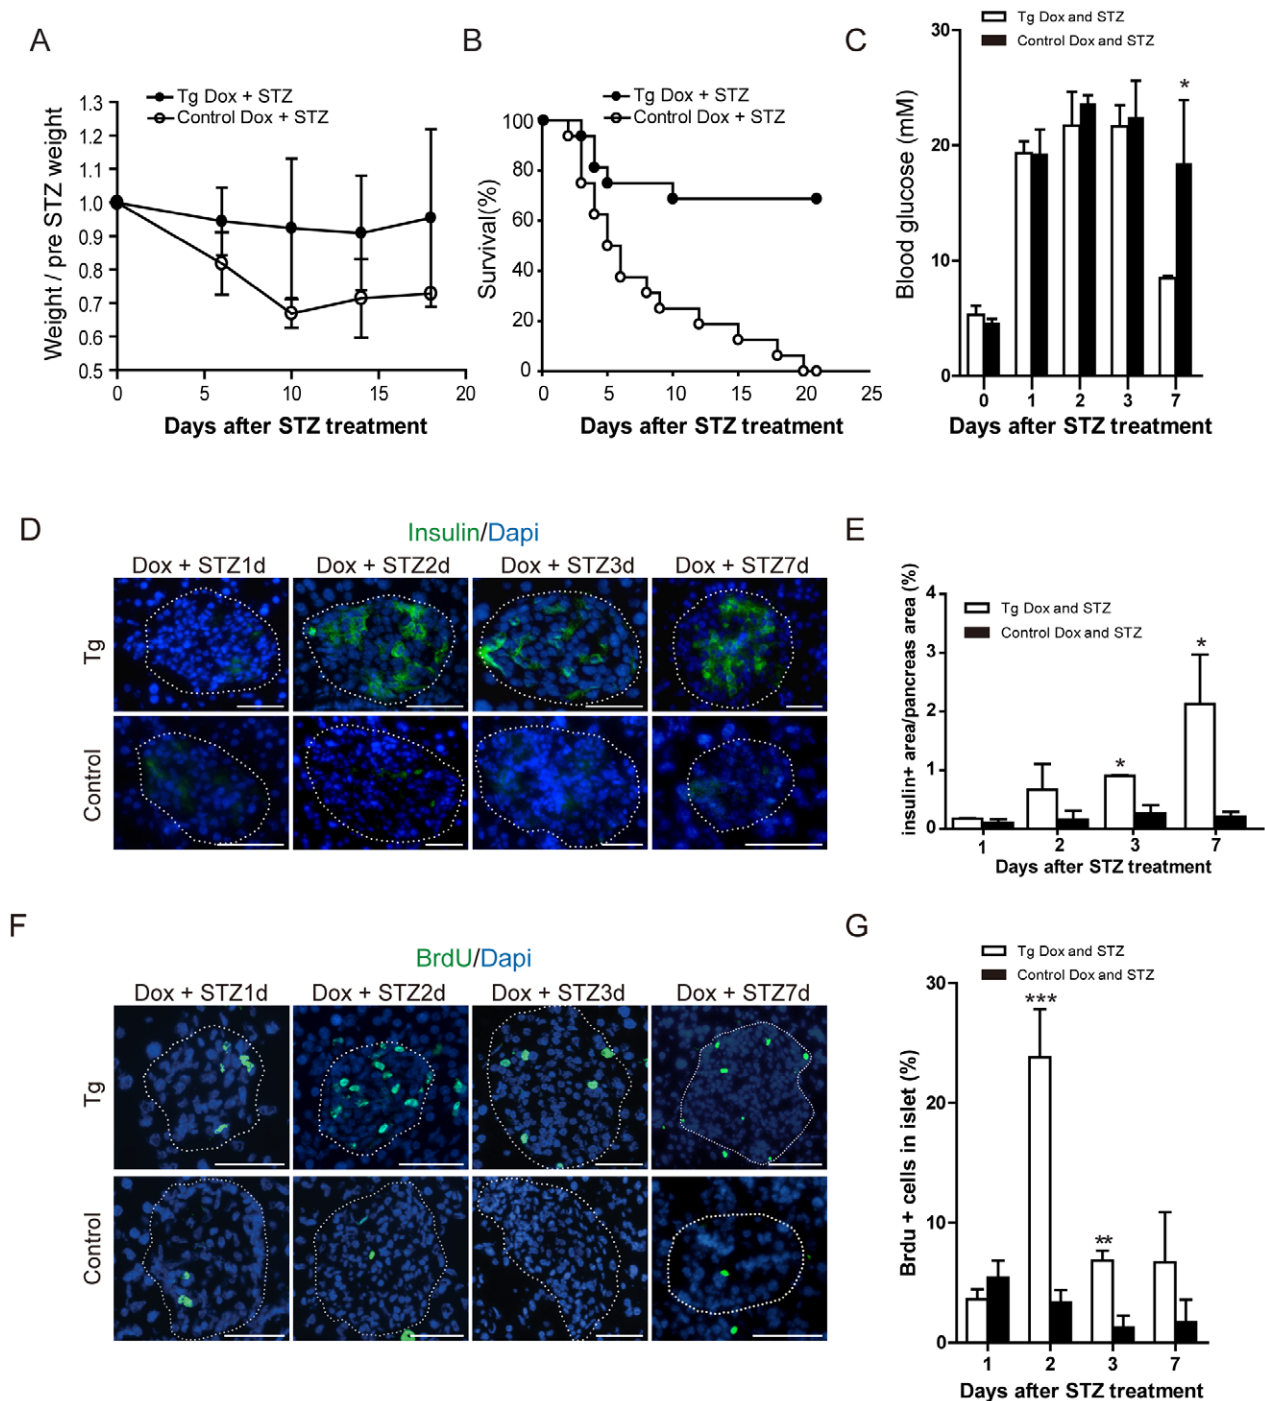 A
Tg Dox + STZ
Control Dox + STZ
Weight / pre STZ weight
1.3
1.2
1.1
1.0
0.9
0.8
0.7
0.6
0.5
0 5 10 15 20
Days after STZ treatment
B
Tg Dox + STZ
Control Dox + STZ
Survival(%)
100
80
60
40
20
0
0 5 10 15 20 25
Days after STZ treatment
C
Tg Dox and STZ
Control Dox and STZ
Blood glucose (mM)
30
20
10
0
*
0 1 2 3 7
Days after STZ treatment
D
Insulin/Dapi
Dox + STZ1d Dox + STZ2d Dox + STZ3d Dox + STZ7d
Tg
Control
E
Tg Dox and STZ
Control Dox and STZ
insulin+ area/pancreas area (%)
4
3
2
1
0
* *
1 2 3 7
Days after STZ treatment
F
BrdU/Dapi
Dox + STZ1d Dox + STZ2d Dox + STZ3d Dox + STZ7d
Tg
Control
G
Tg Dox and STZ
Control Dox and STZ
Brdu + cells in islet (%)
30
20
10
0
*** **
1 2 3 7
Days after STZ treatment